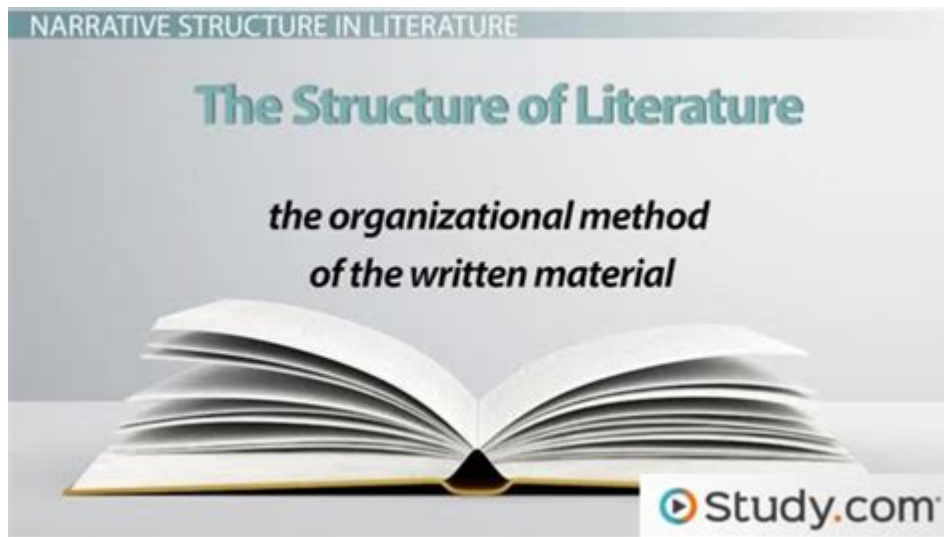 NARRATIVE STRUCTURE IN LITERATURE
The Structure of Literature
the organizational method
of the written material
Study.com